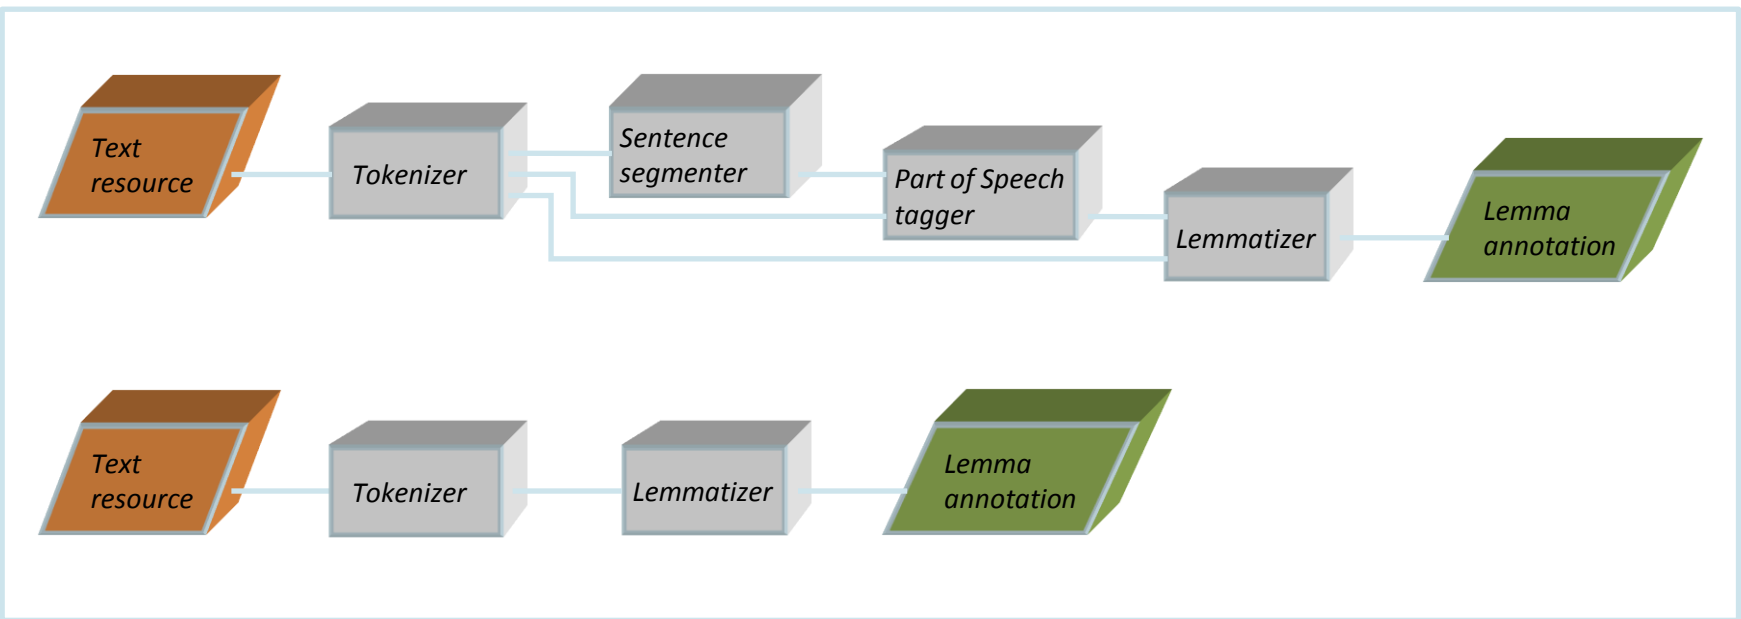 Text
resource
Tokenizer
Sentence
segmenter
Part of Speech
tagger
Lemmatizer
Lemma
annotation
Text
resource
Tokenizer
Lemmatizer
Lemma
annotation